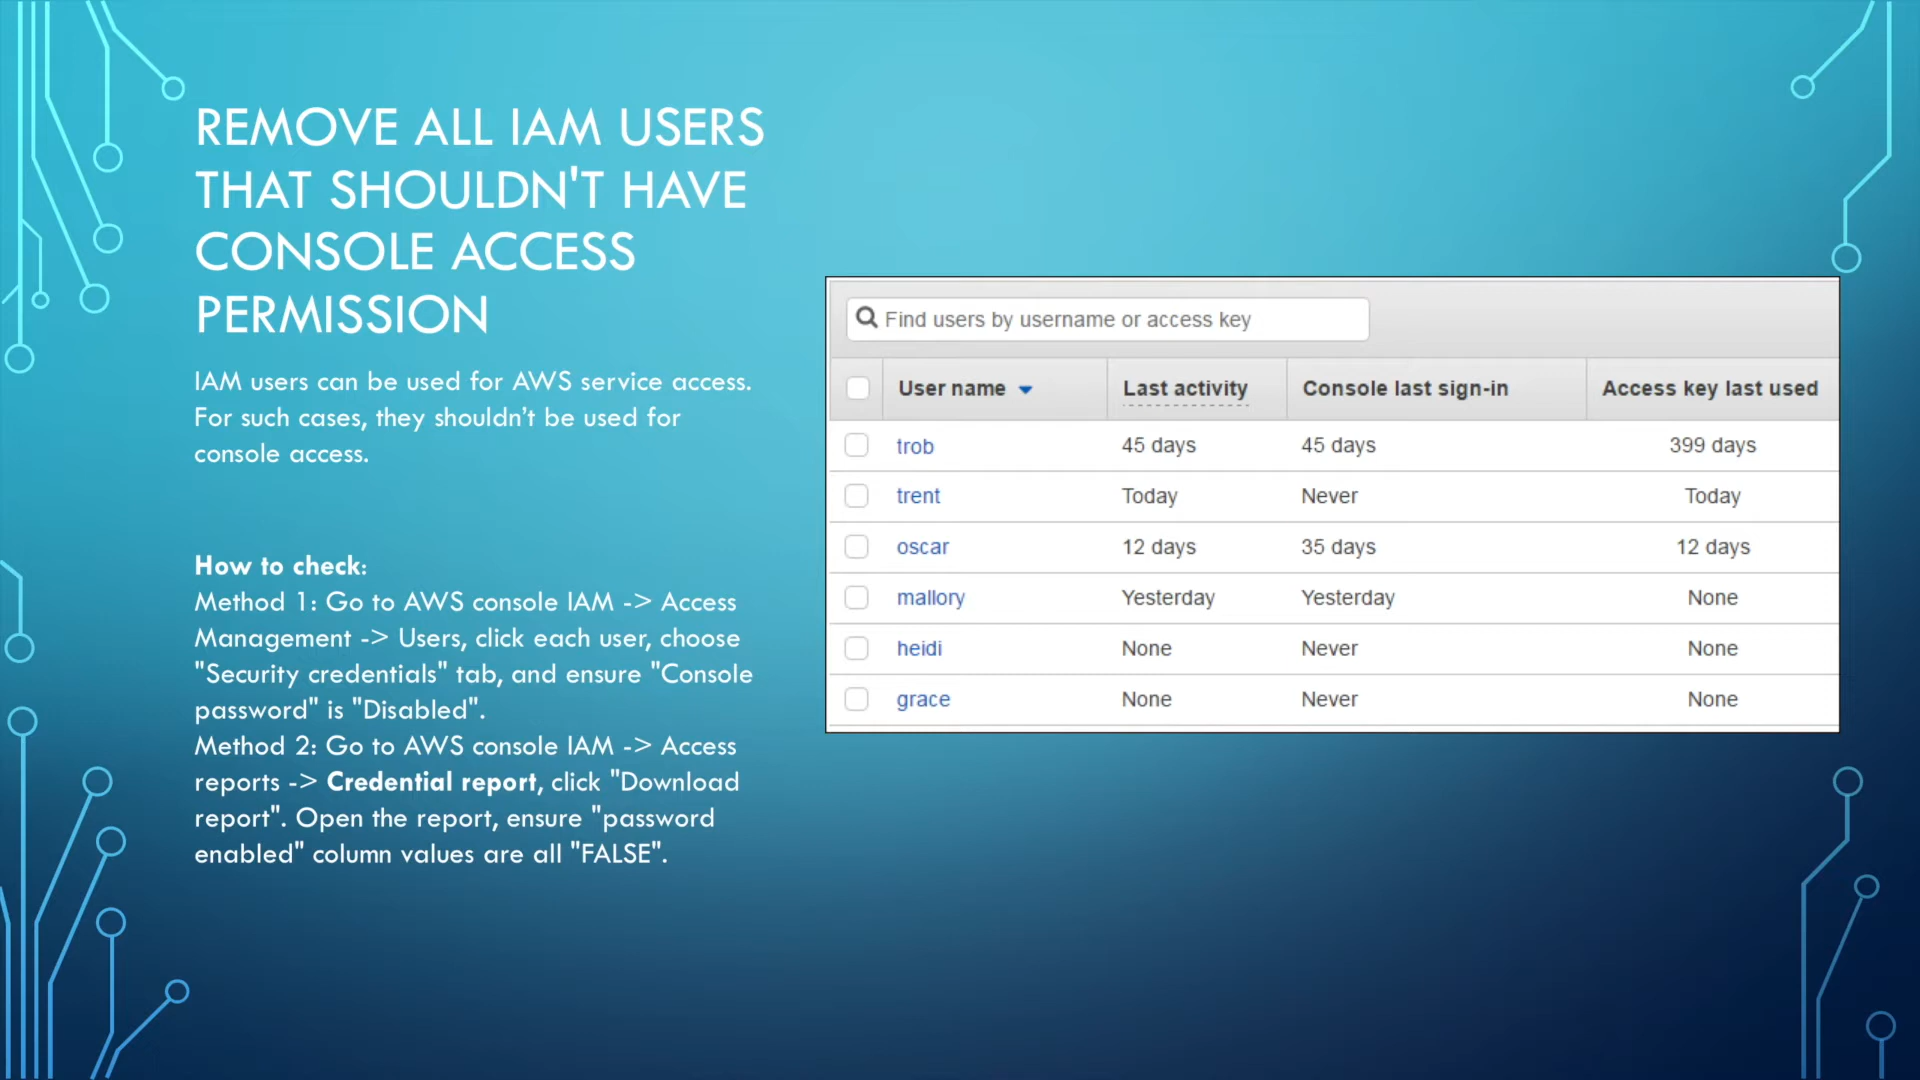 REMOVE ALL IAM USERS
THAT SHOULDN'T HAVE
CONSOLE ACCESS
PERMISSION
IAM users can be used for AWS service access.
For such cases, they shouldn’t be used for
console access.
How to check:
Method 1: Go to AWS console IAM -> Access
Management -> Users, click each user, choose
"Security credentials" tab, and ensure "Console
password" is "Disabled".
Method 2: Go to AWS console IAM -> Access
reports -> Credential report, click "Download
report". Open the report, ensure "password
enabled" column values are all "FALSE".
Find users by username or access key
User name Last activity Console last sign-in Access key last used
trob 45 days 45 days 399 days
trent Today Never Today
oscar 12 days 35 days 12 days
mallory Yesterday Yesterday None
heidi None Never None
grace None Never None